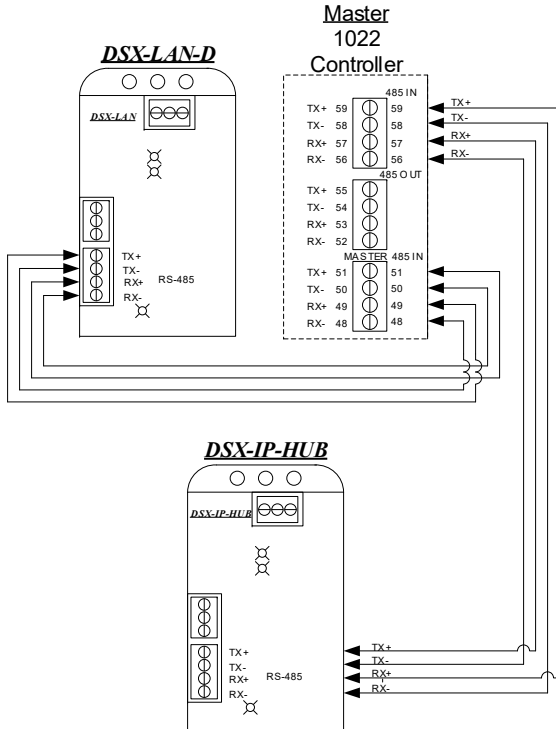 Master
1022
Controller
DSX-LAN-D
DSX-LAN
TX+
TX-
RX+
RX-
RS-485
485 IN
TX+ 59 59 TX+
TX- 58 58 TX-
RX+ 57 57 RX+
RX- 56 56 RX-
485 OUT
TX+ 55
TX- 54
RX+ 53
RX- 52
MASTER 485 IN
TX+ 51 51
TX- 50 50
RX+ 49 49
RX- 48 48
DSX-IP-HUB
DSX-IP-HUB
TX+
TX-
RX+
RX-
RS-485
TX+
TX-
RX+
RX-